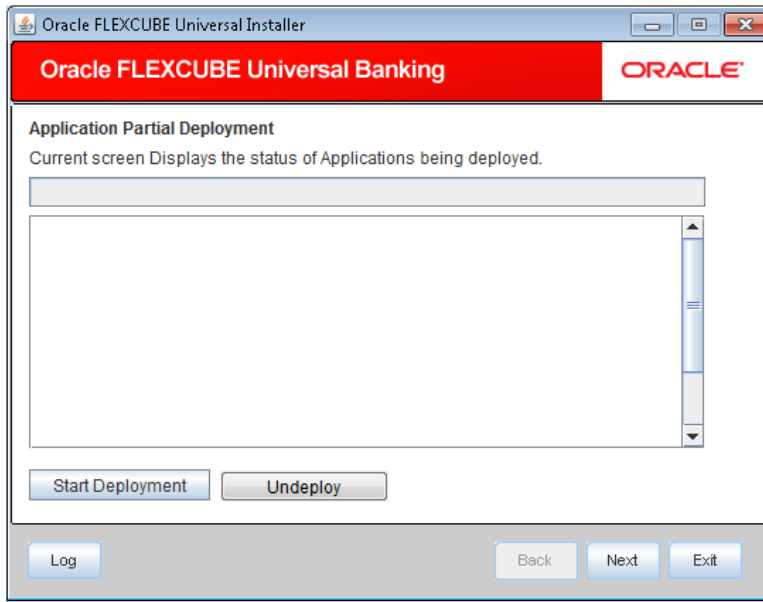 Oracle FLEXCUBE Universal Installer
Oracle FLEXCUBE Universal Banking
ORACLE
Application Partial Deployment
Current screen Displays the status of Applications being deployed.
Start Deployment
Undeploy
Log
Back
Next
Exit